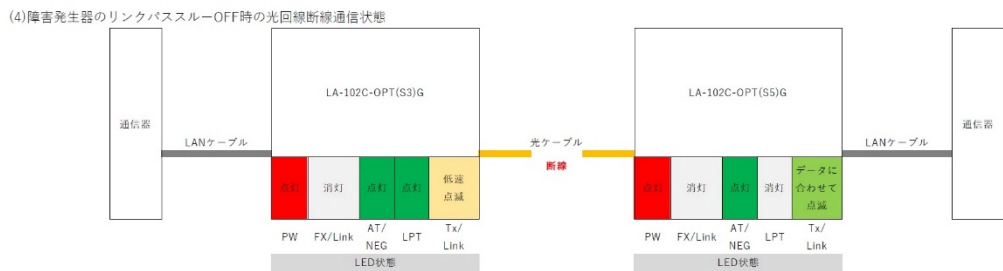 (4)障害発生器のリンクパススルーOFF時の光回線断線通信状態
LA-102C-OPT(S3)G
LA-102C-OPT(S5)G
通信器
LANケーブル
光ケーブル
断線
LANケーブル
通信器
点灯
消灯
点灯
点灯
低速
点滅
点灯
消灯
点灯
消灯
データに
合わせて
点滅
PW
FX/Link
AT/
NEG
LPT
Tx/
Link
PW
FX/Link
AT/
NEG
LPT
Tx/
Link
LED状態
LED状態